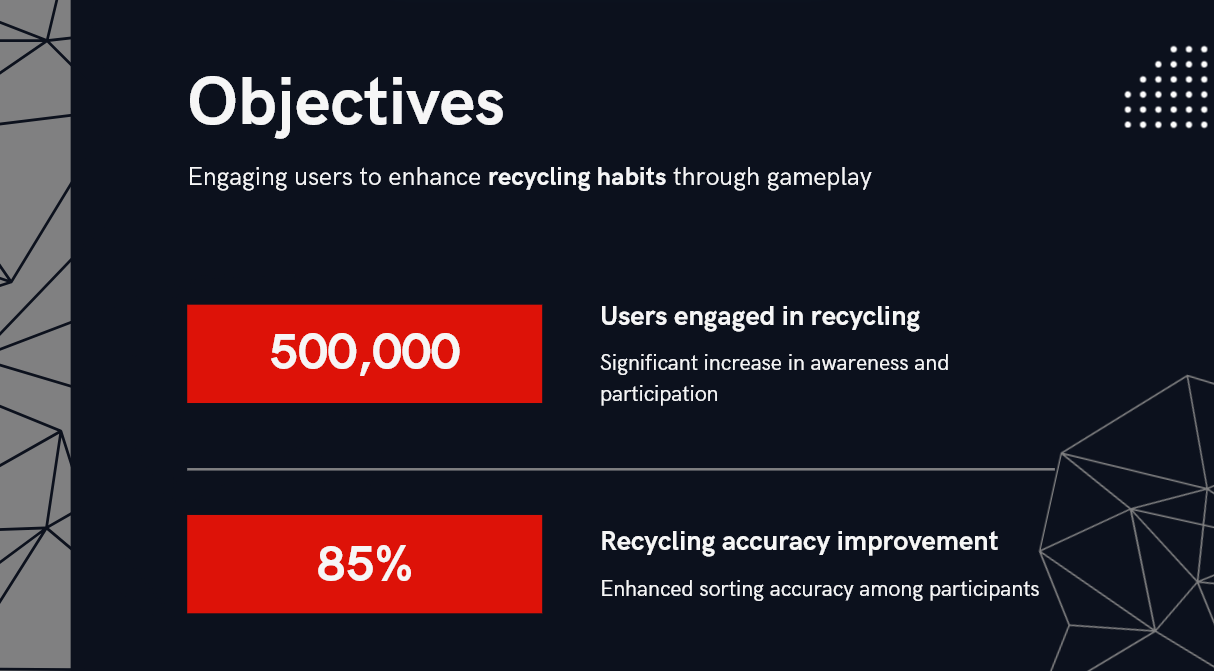 Objectives
Engaging users to enhance recycling habits through gameplay
500,000
Users engaged in recycling
Significant increase in awareness and
participation
85%
Recycling accuracy improvement
Enhanced sorting accuracy among participants